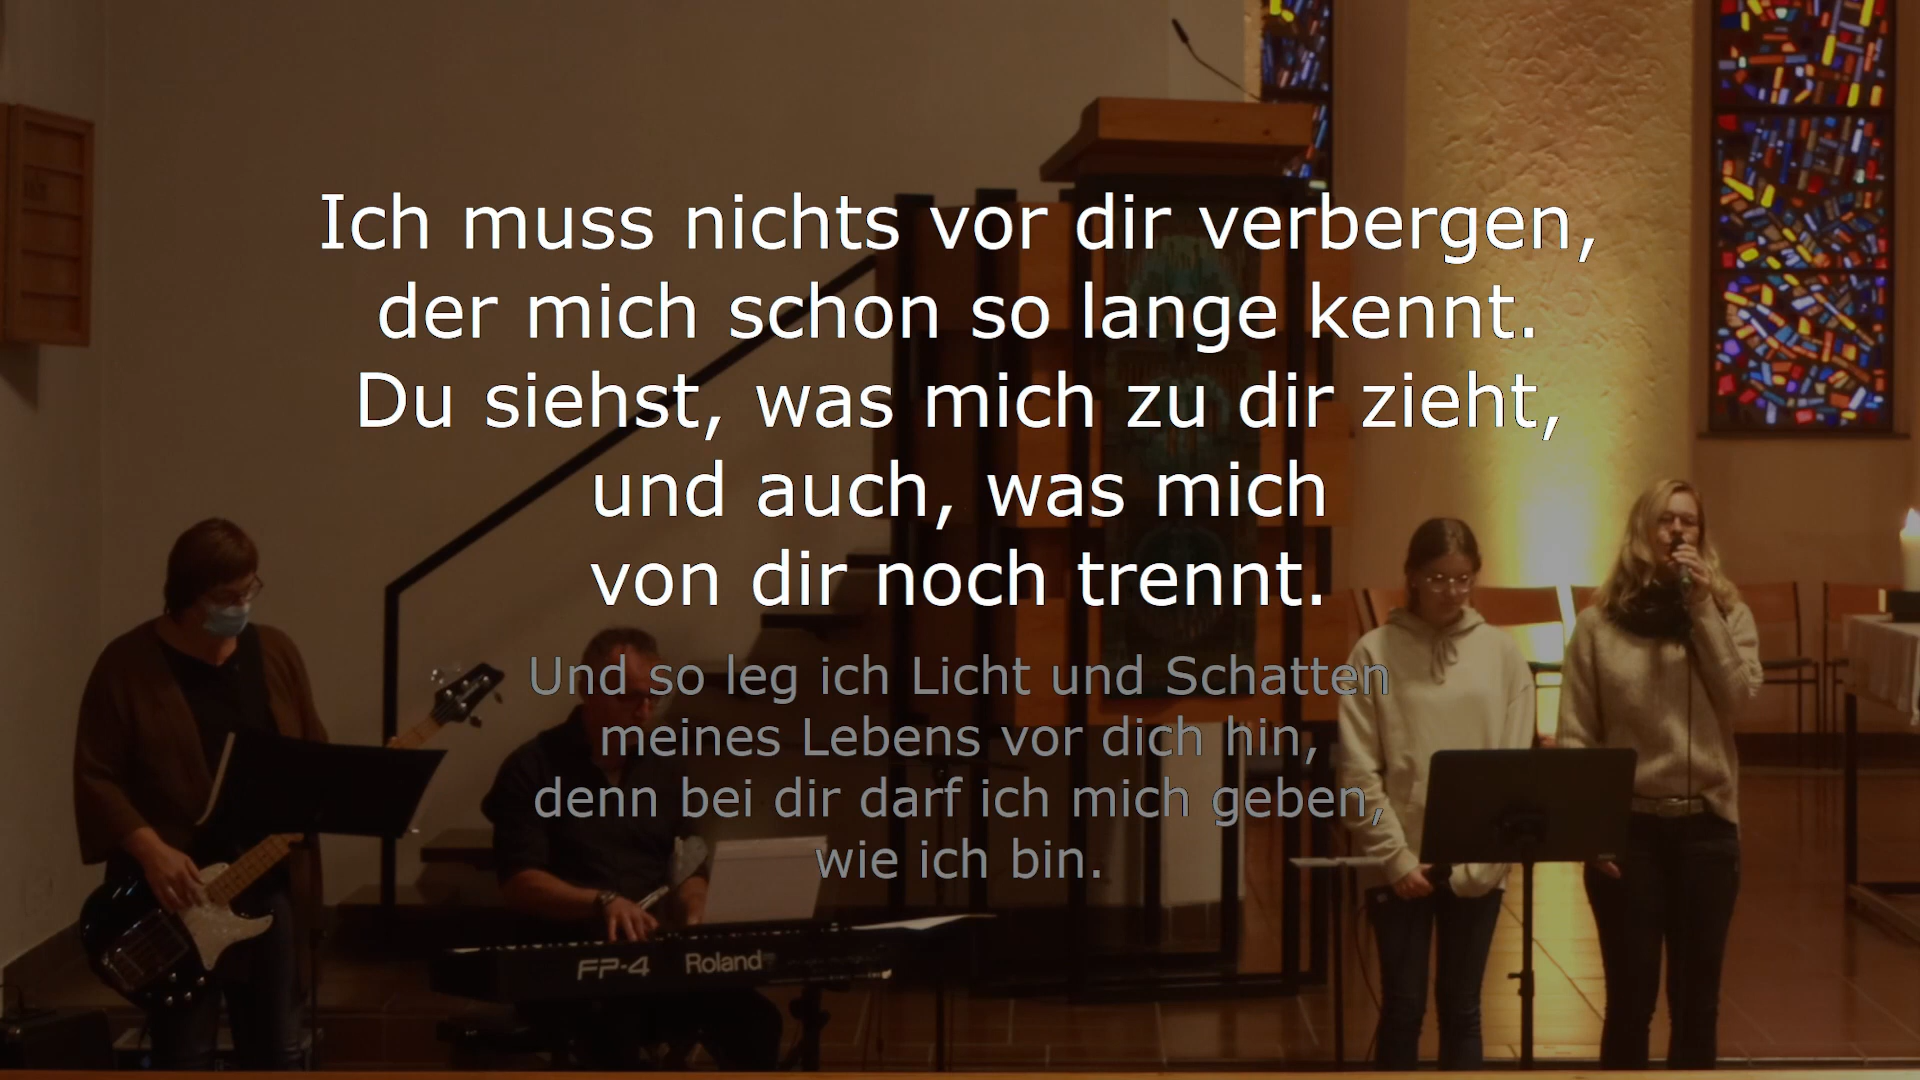 Ich muss nichts vor dir verbergen,
der mich schon so lange kennt.
Du siehst, was mich zu dir zieht,
und auch, was mich
von dir noch trennt.
Und so leg ich Licht und Schatten
meines Lebens vor dich hin,
denn bei dir darf ich mich geben,
wie ich bin.
FP-4 Roland